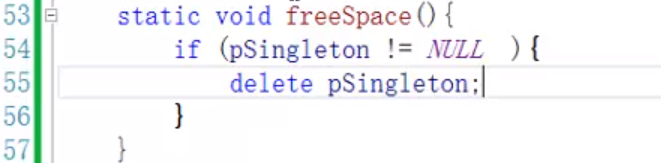 53 static void freeSpace(){
54 if (pSingleton != NULL ){
55 delete pSingleton;
56 }
57 }